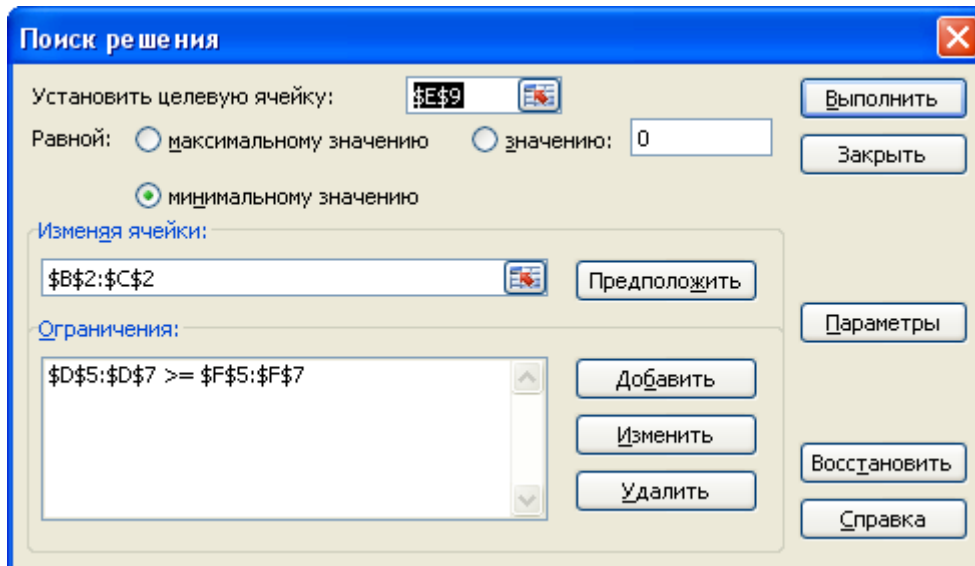 Поиск решения
Установить целевую ячейку: $E$9
Равной: максимальному значению значению: 0
минимальному значению
Изменяя ячейки:
$B$2:$C$2
Предположить
Ограничения:
$D$5:$D$7 >= $F$5:$F$7
Добавить
Изменить
Удалить
Выполнить
Закрыть
Параметры
Восстановить
Справка